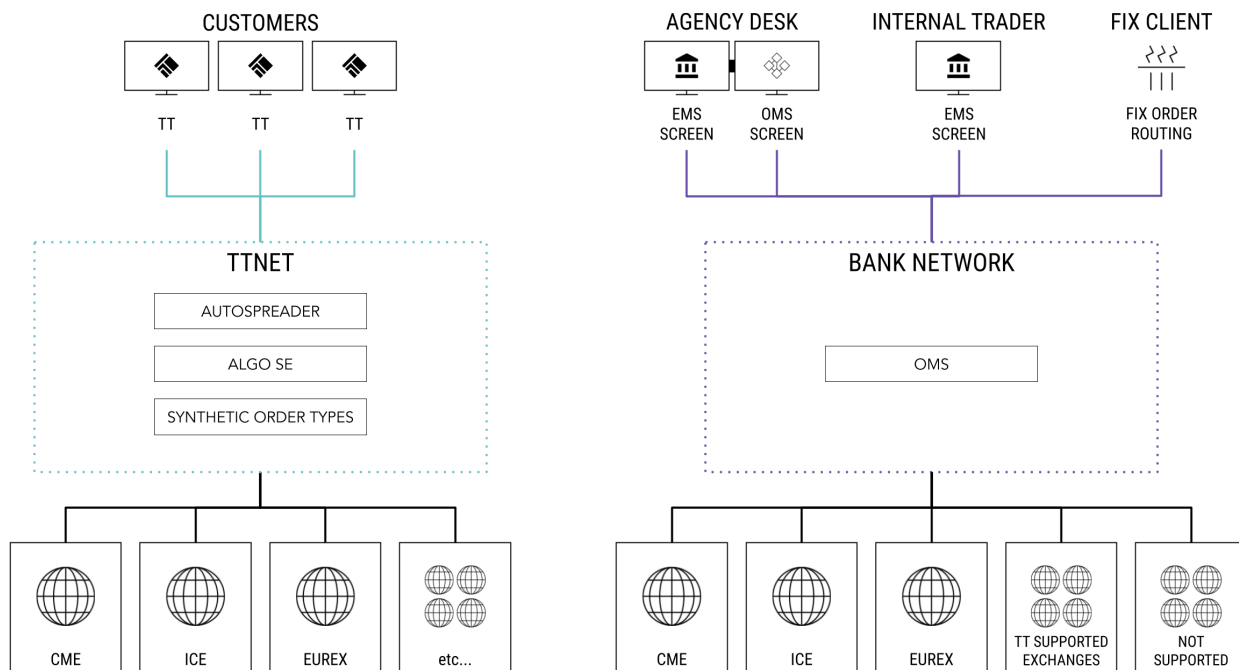 CUSTOMERS
TT
TT
TT
TTNET
AUTOSPREADER
ALGO SE
SYNTHETIC ORDER TYPES
CME
ICE
EUREX
etc...
AGENCY DESK
INTERNAL TRADER
FIX CLIENT
EMS
SCREEN
OMS
SCREEN
EMS
SCREEN
FIX ORDER
ROUTING
BANK NETWORK
OMS
CME
ICE
EUREX
TT SUPPORTED
EXCHANGES
NOT
SUPPORTED